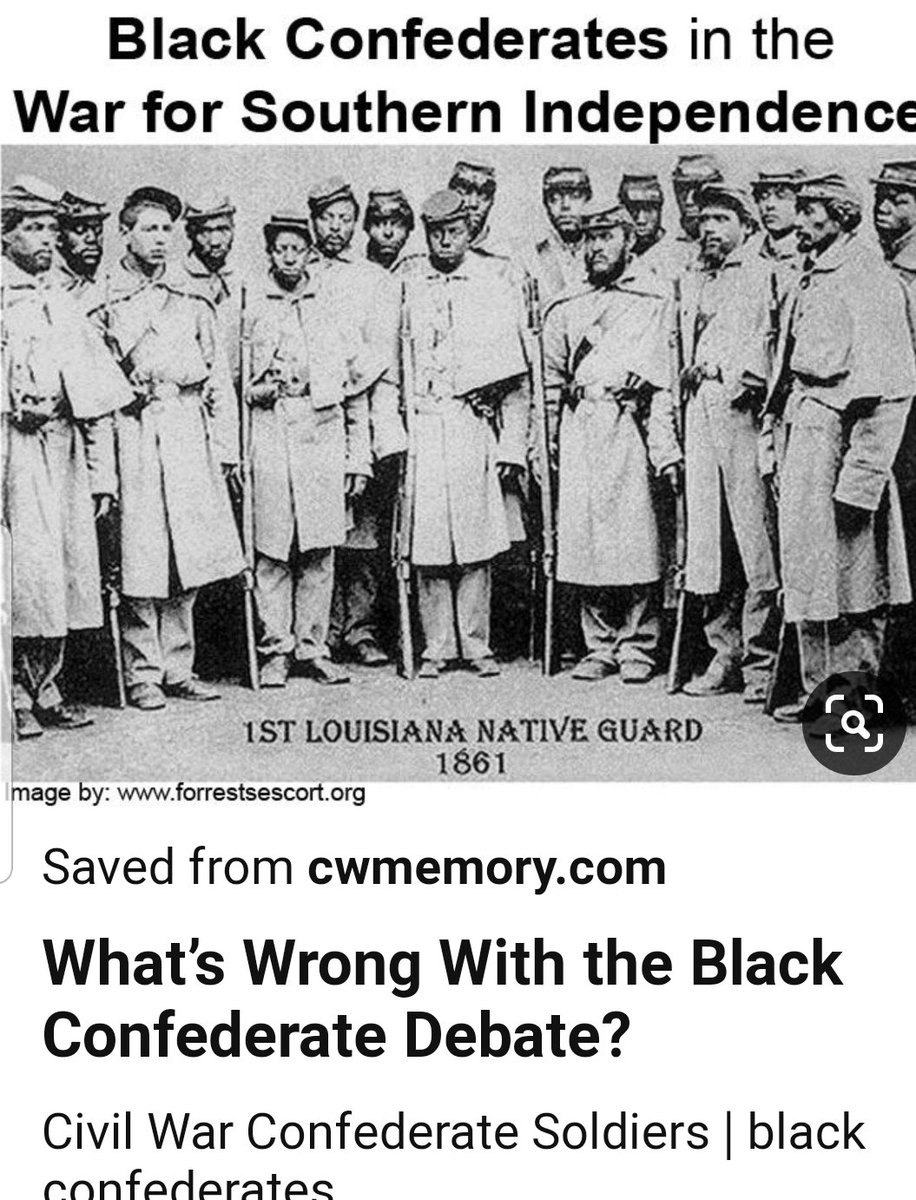 Black Confederates in the
War for Southern Independence
1ST LOUISIANA NATIVE GUARD
1861
Image by: www.forrestsescort.org
Saved from cwmemory.com
What's Wrong With the Black
Confederate Debate?
Civil War Confederate Soldiers | black
confederates